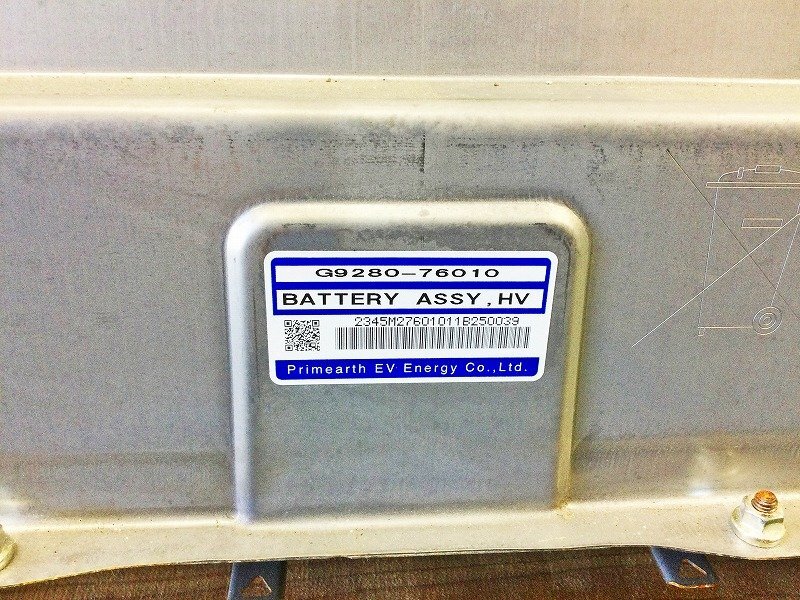 G9280-76010
BATTERY ASSY,HV
2345M27601011B250039
Primearth EV Energy Co.,Ltd.